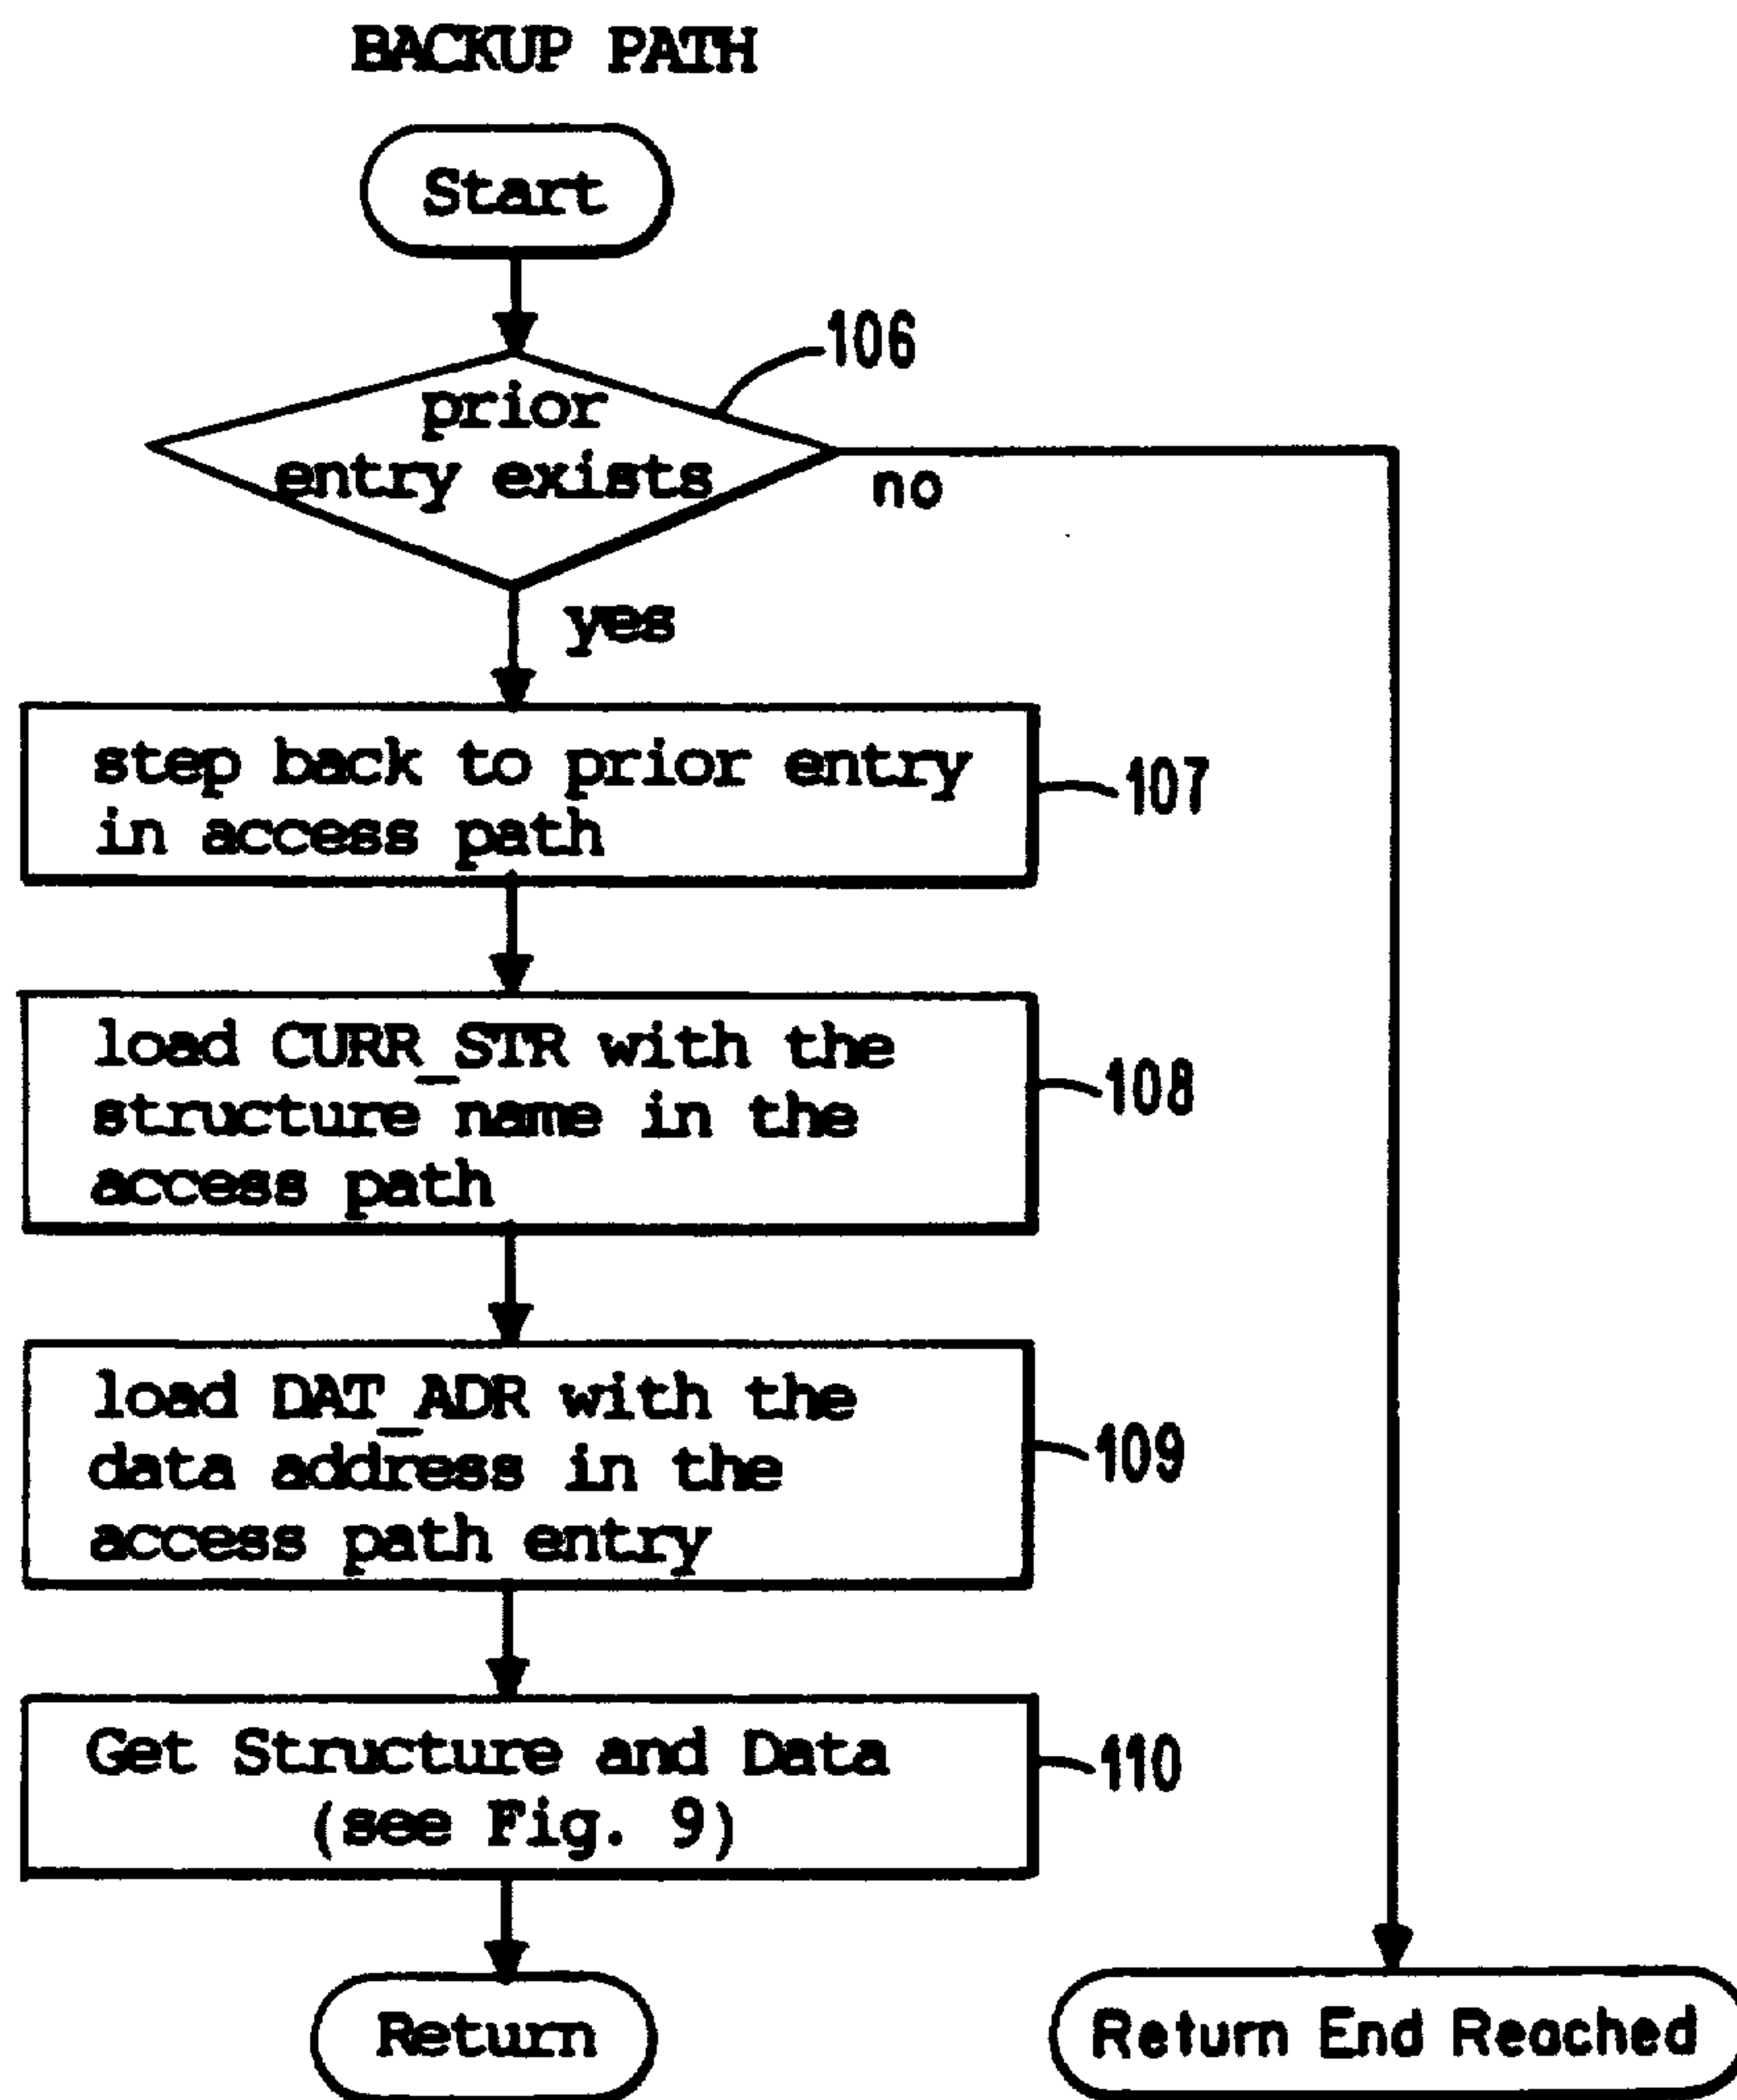 BACKUP PATH
Start
106
prior
entry exists
no
yes
step back to prior entry
in access path
107
load CURR_STR with the
structure name in the
access path
108
load DAT_ADR with the
data address in the
access path entry
109
Get Structure and Data
(see Fig. 9)
110
Return
Return End Reached